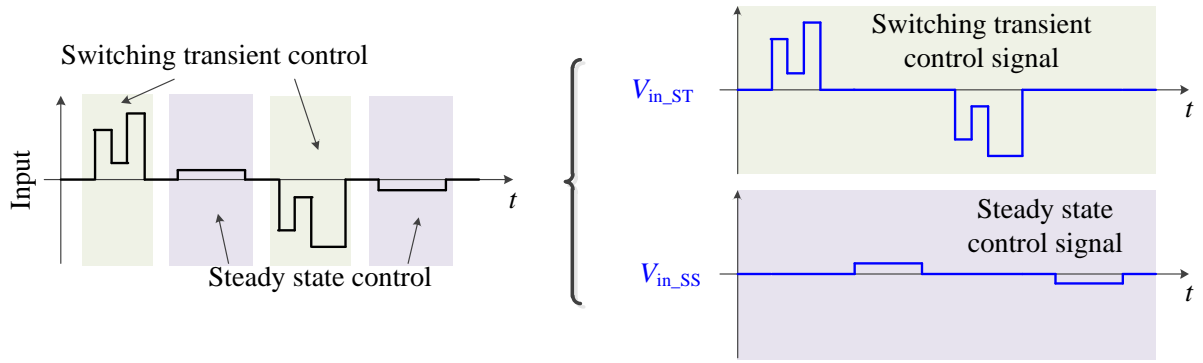 Switching transient control
Input
t
Steady state control
Switching transient
control signal
V_in_ST
t
Steady state
control signal
V_in_SS
t